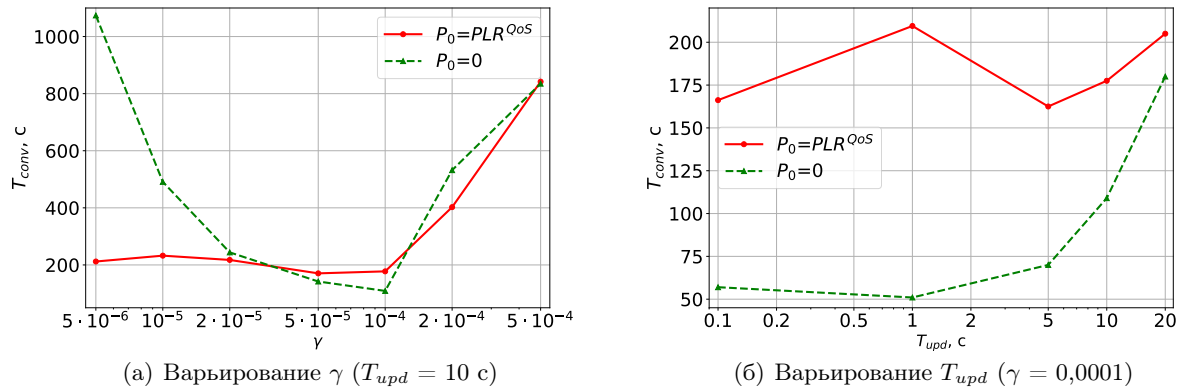 1000
800
600
400
200
T_conv, с
P_0=PLR^QoS
P_0=0
5·10^-6 10^-5 2·10^-5 5·10^-5 10^-4 2·10^-4 5·10^-4
γ
(а) Варьирование γ (T_upd = 10 с)
200
175
150
125
100
75
50
T_conv, с
P_0=PLR^QoS
P_0=0
0.1 0.2 0.5 1 2 5 10 20
T_upd, с
(б) Варьирование T_upd (γ = 0,0001)